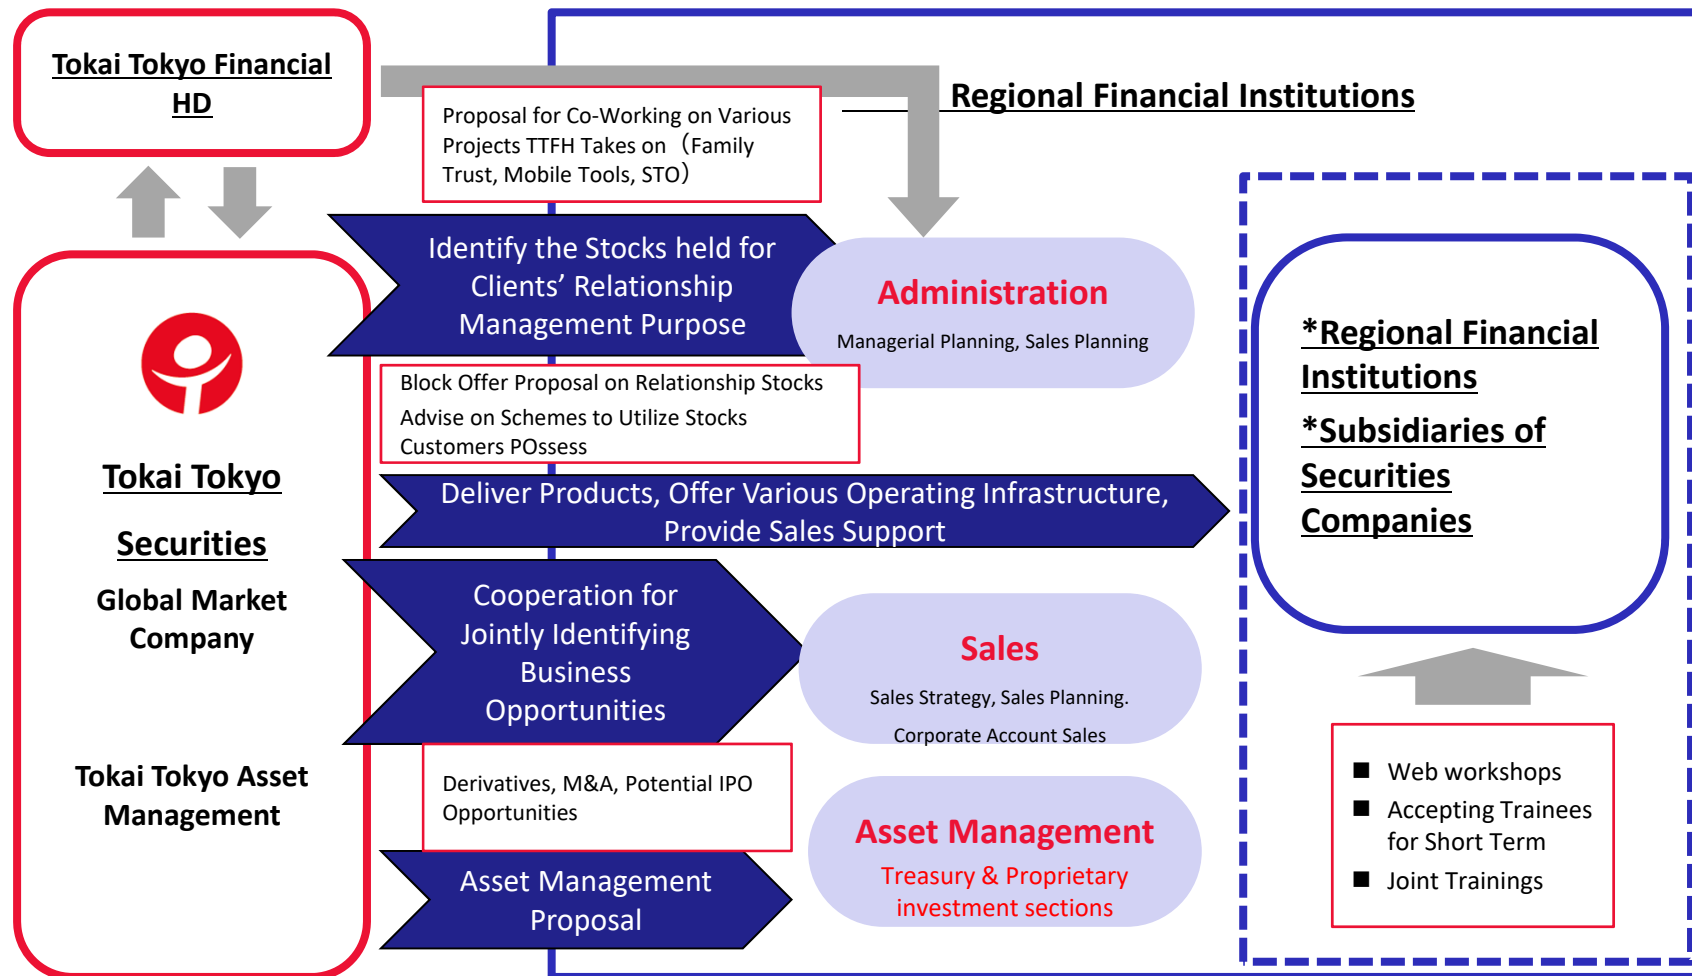 Tokai Tokyo Financial
HD
Regional Financial Institutions
Proposal for Co-Working on Various
Projects TTFH Takes on（Family
Trust, Mobile Tools, STO）
Identify the Stocks held for
Clients’ Relationship
Management Purpose
Administration
Managerial Planning, Sales Planning
Block Offer Proposal on Relationship Stocks
Advise on Schemes to Utilize Stocks
Customers POssess
Tokai Tokyo
Securities
Global Market
Company
Tokai Tokyo Asset
Management
Deliver Products, Offer Various Operating Infrastructure,
Provide Sales Support
Cooperation for
Jointly Identifying
Business
Opportunities
Sales
Sales Strategy, Sales Planning.
Corporate Account Sales
Derivatives, M&A, Potential IPO
Opportunities
Asset Management
Proposal
Asset Management
Treasury & Proprietary
investment sections
*Regional Financial
Institutions
*Subsidiaries of
Securities
Companies
■ Web workshops
■ Accepting Trainees
for Short Term
■ Joint Trainings